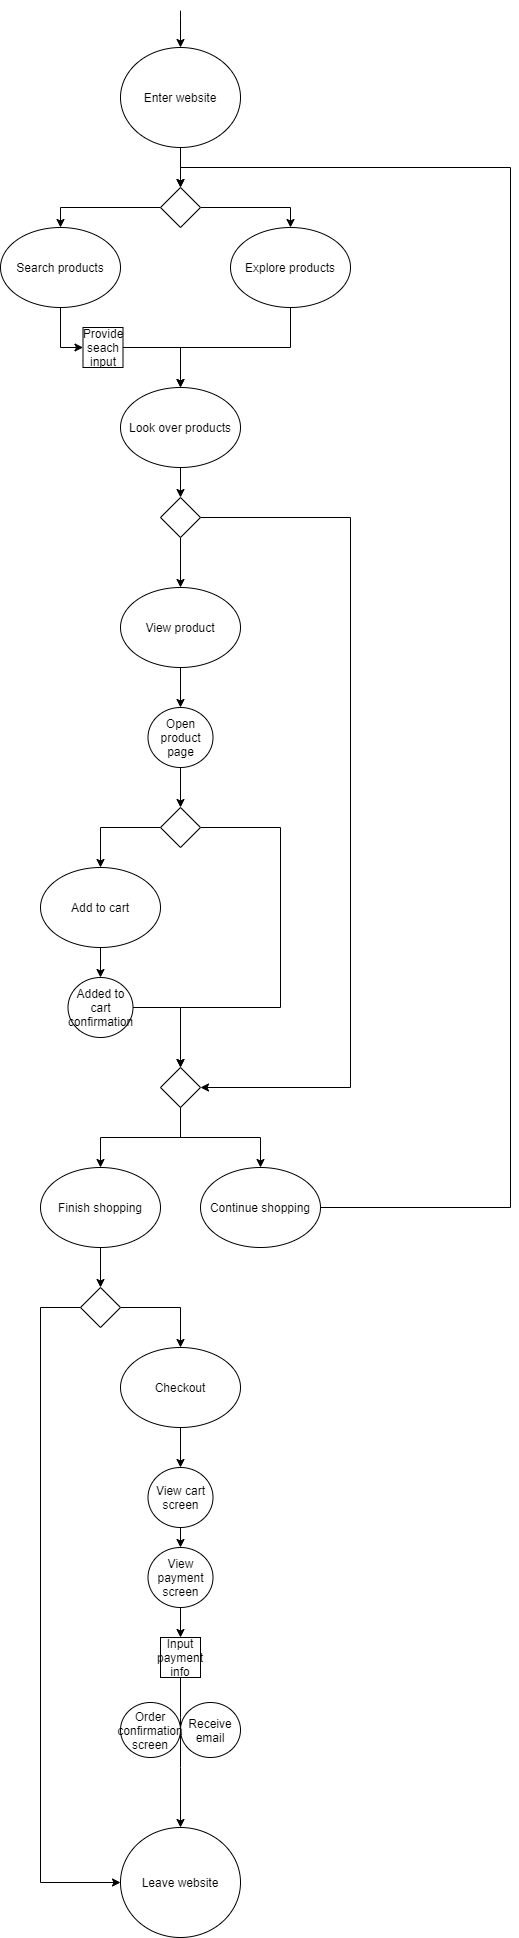 Enter website
Search products
Explore products
Provide
seach
input
Look over products
View product
Open
product
page
Add to cart
Added to
cart
confirmation
Finish shopping
Continue shopping
Checkout
View cart
screen
View
payment
screen
Input
payment
info
Order
confirmation
screen
Receive
email
Leave website